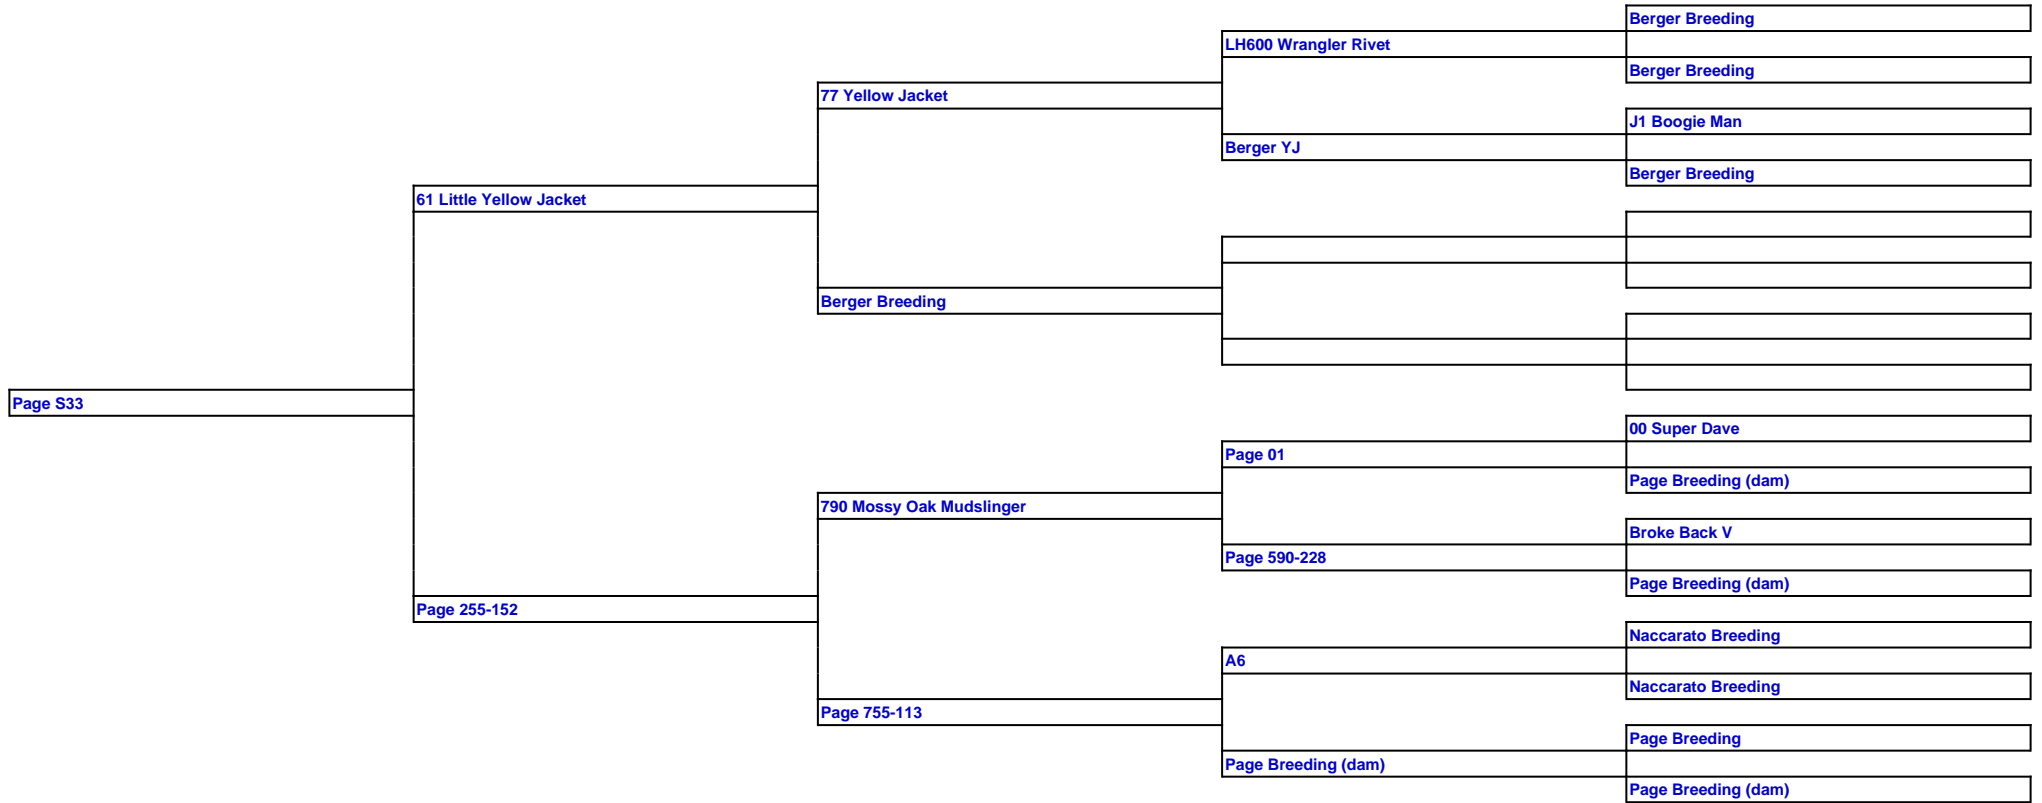 Berger Breeding
LH600 Wrangler Rivet
Berger Breeding
77 Yellow Jacket
J1 Boogie Man
Berger YJ
Berger Breeding
61 Little Yellow Jacket
Berger Breeding
Page S33
00 Super Dave
Page 01
Page Breeding (dam)
790 Mossy Oak Mudslinger
Broke Back V
Page 590-228
Page Breeding (dam)
Page 255-152
Naccarato Breeding
A6
Naccarato Breeding
Page 755-113
Page Breeding
Page Breeding (dam)
Page Breeding (dam)